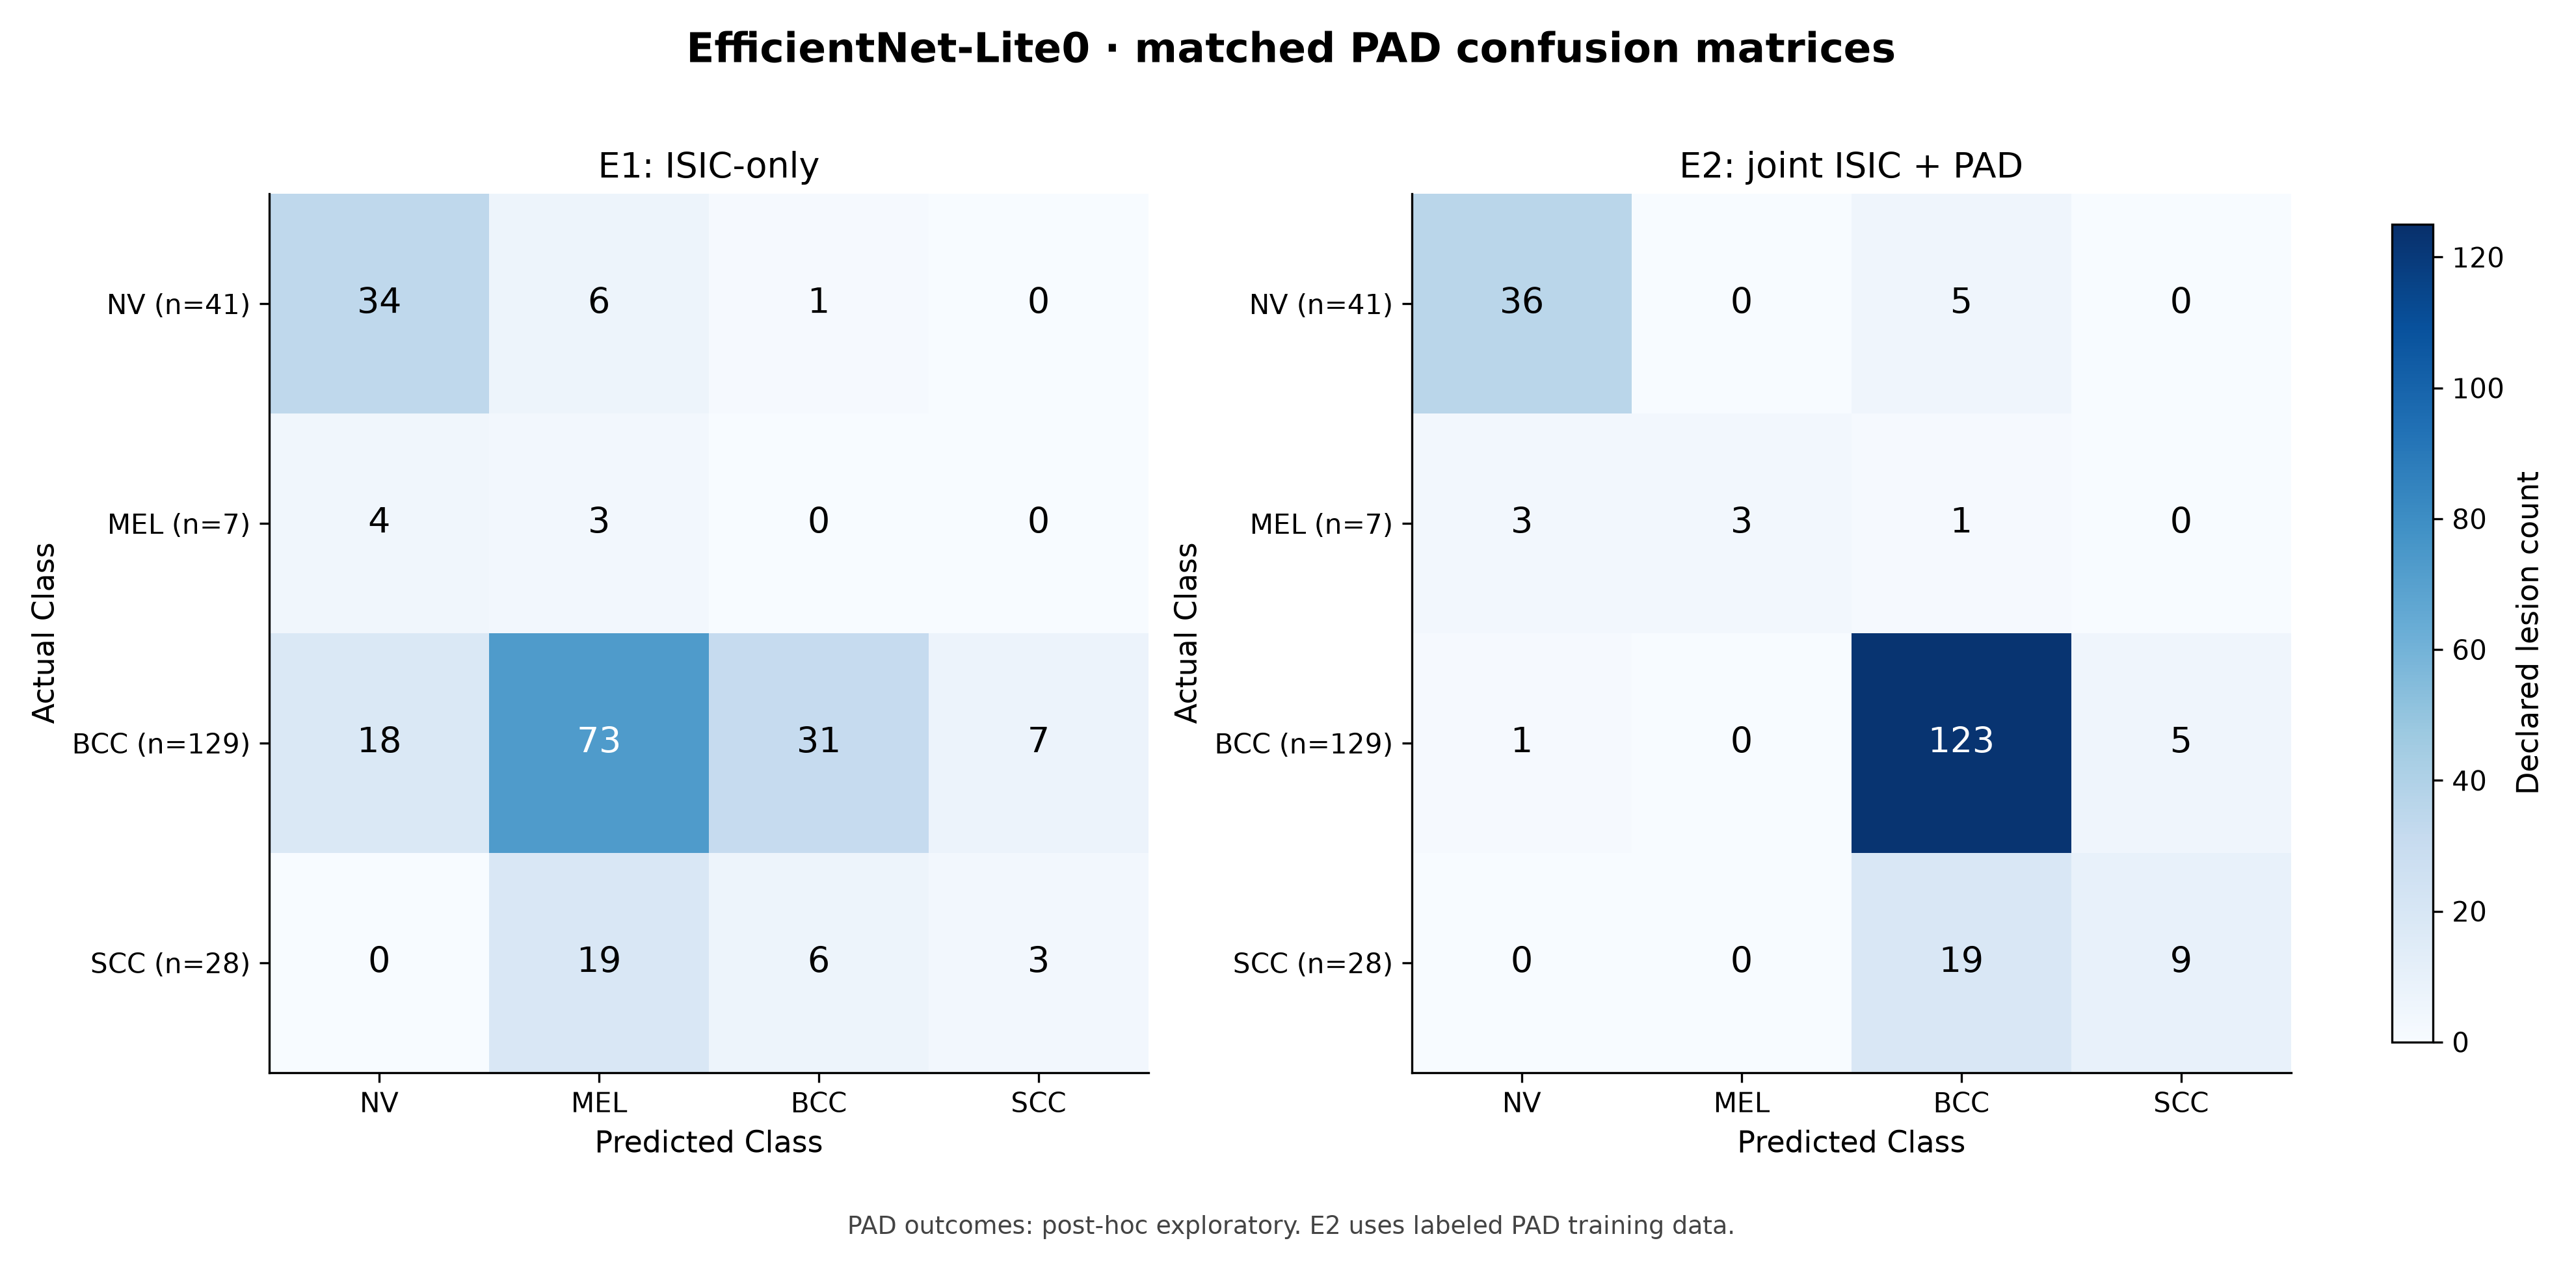 EfficientNet-Lite0 · matched PAD confusion matrices
E1: ISIC-only
Actual Class
NV (n=41) 34 6 1 0
MEL (n=7) 4 3 0 0
BCC (n=129) 18 73 31 7
SCC (n=28) 0 19 6 3
NV MEL BCC SCC
Predicted Class
E2: joint ISIC + PAD
Actual Class
NV (n=41) 36 0 5 0
MEL (n=7) 3 3 1 0
BCC (n=129) 1 0 123 5
SCC (n=28) 0 0 19 9
NV MEL BCC SCC
Predicted Class
120
100
80
60
40
20
0
Declared lesion count
PAD outcomes: post-hoc exploratory. E2 uses labeled PAD training data.